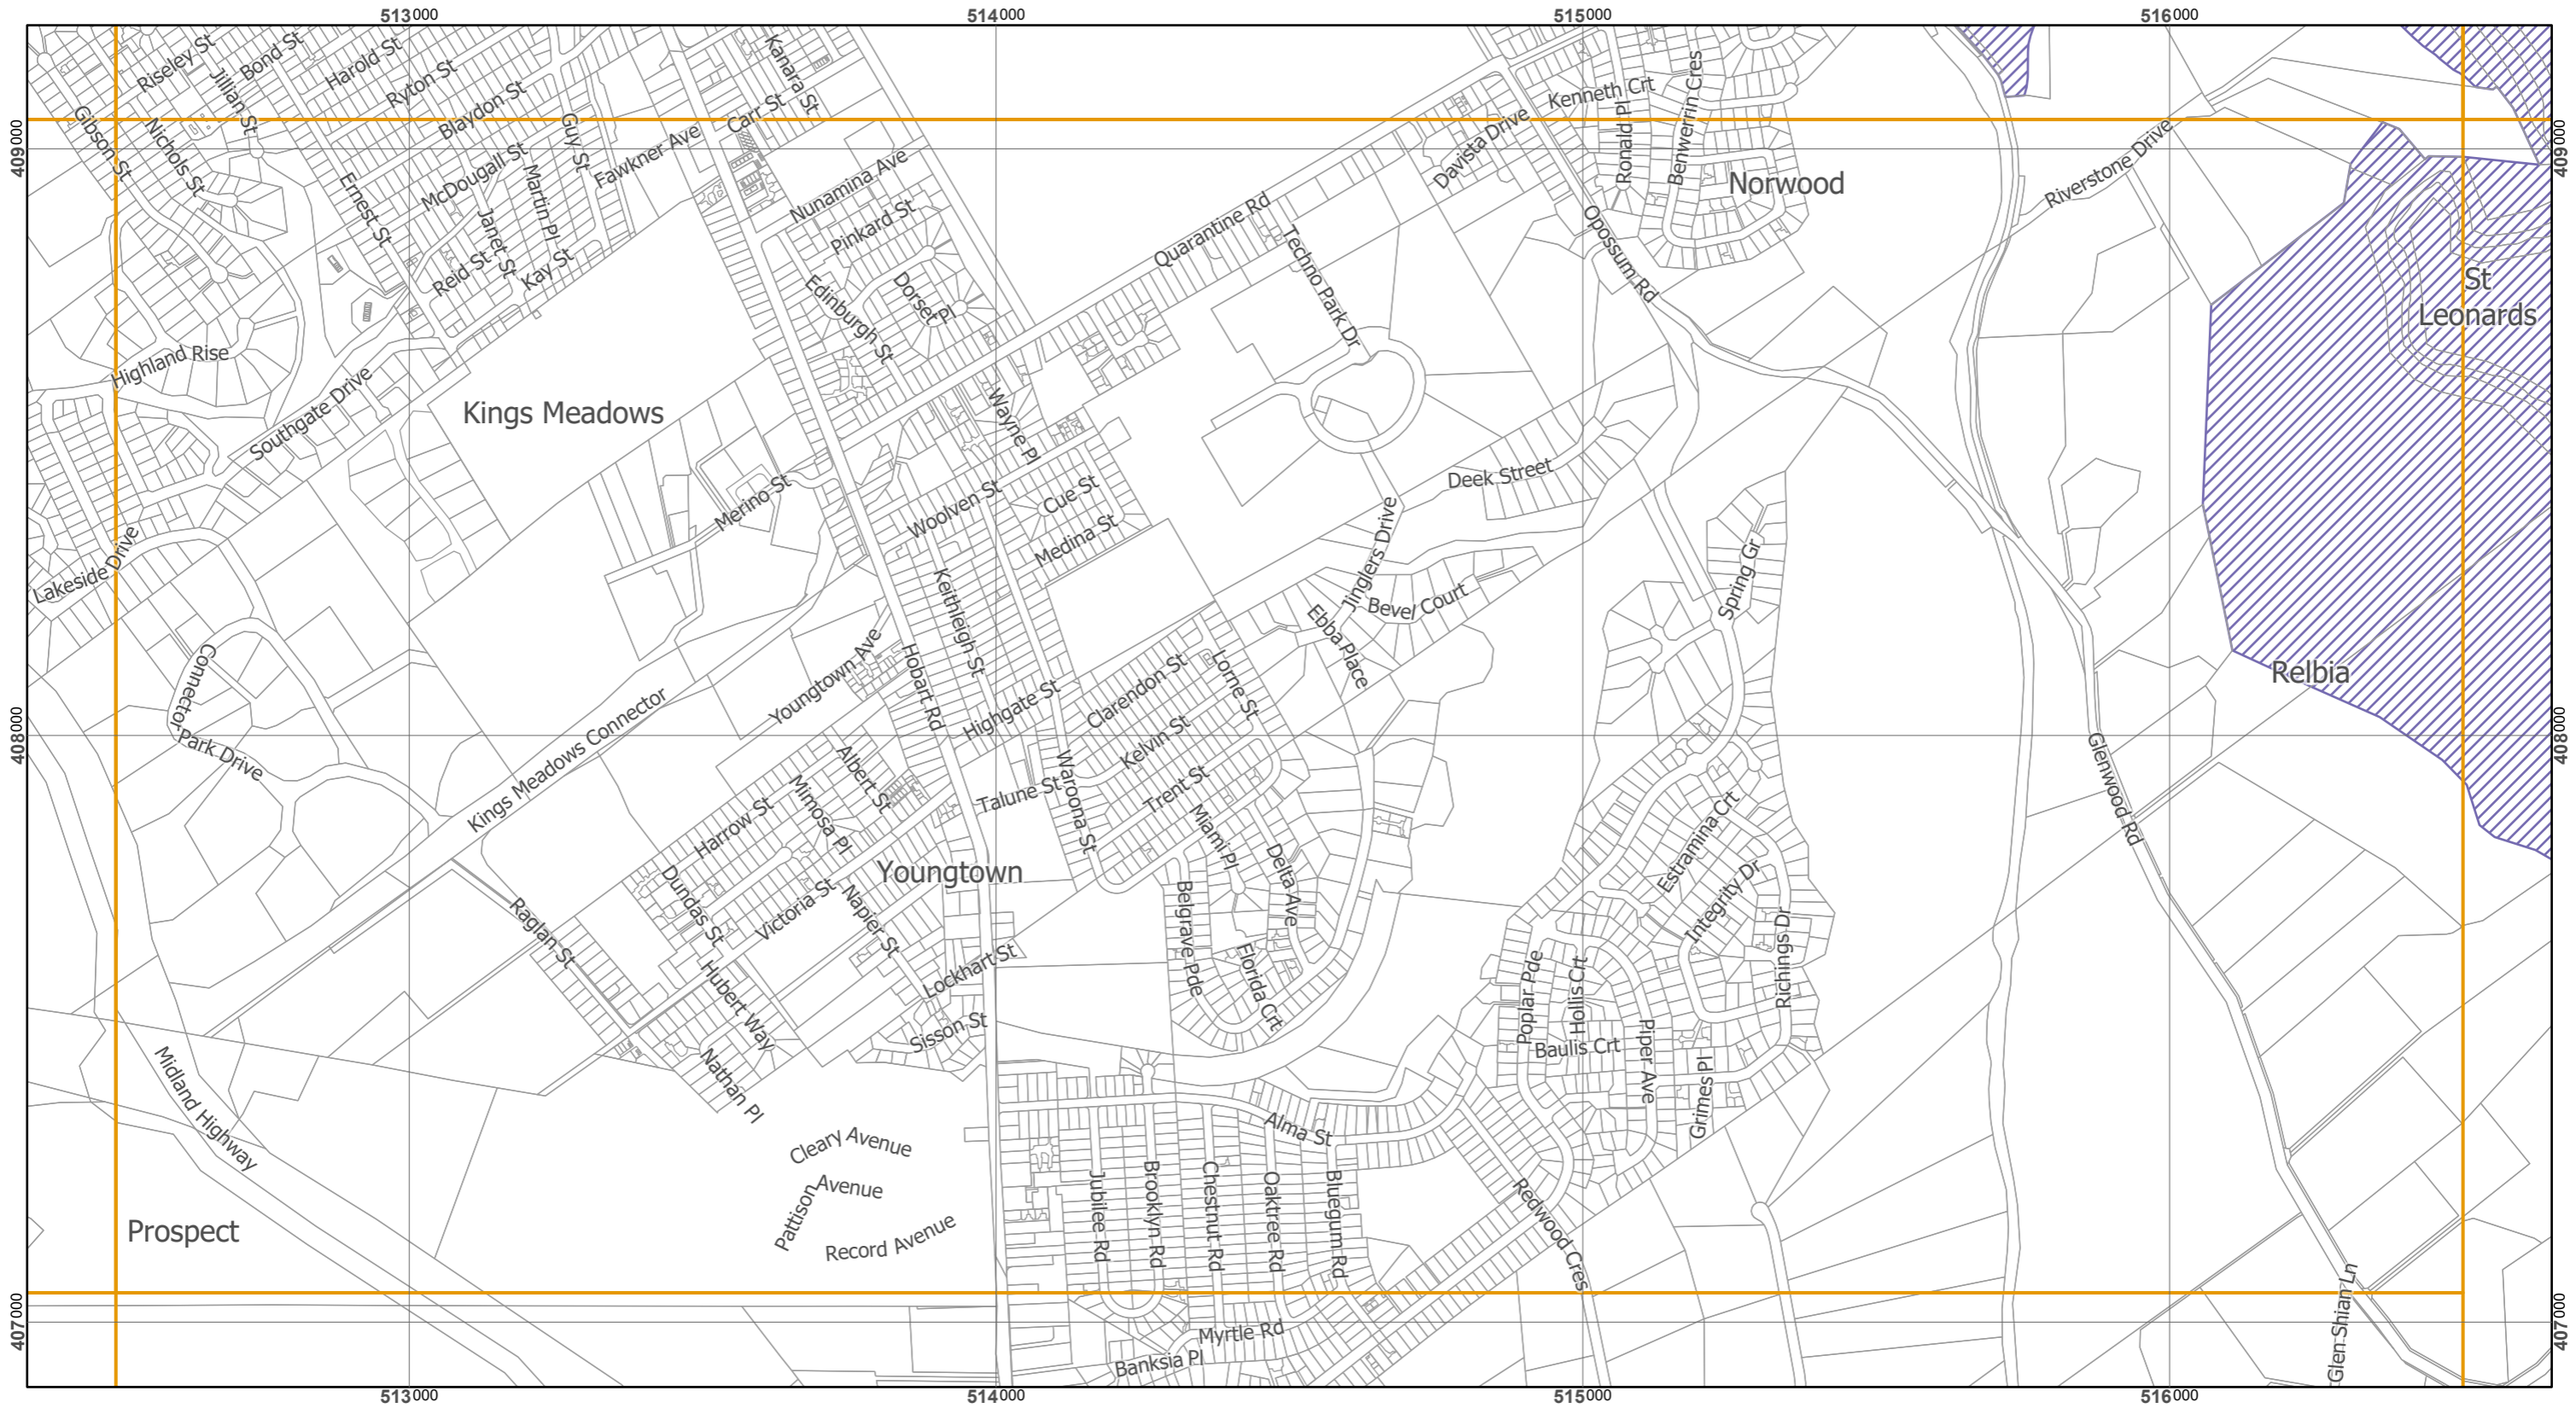 513000
514000
515000
516000
Riseley St
Bond St
Harold St
Ryton St
Blaydon St
Jillian St
Gibson St
Nichols St
Kanara St
Carr St
Guy St
Fawkner Ave
Kenneth Crt
Ronald Pl
Benwerrin Cres
Davista Drive
409000
409000
McDougall St
Martin Pl
Ernest St
Janet St
Reid St
Kay St
Nunamina Ave
Pinkard St
Quarantine Rd
Techno Park Dr
Norwood
Opossum Rd
Riverstone Drive
St
Leonards
Edinburgh St
Dorset Pl
Highland Rise
Southgate Drive
Kings Meadows
Wayne Pl
Merino St
Woolven St
Cue St
Medina St
Deek Street
Jinglers Drive
Bevel Court
Ebba Place
Spring Gr
Lakeside Drive
Keithleigh St
Youngtown Ave
Hobart Rd
Highgate St
Clarendon St
Lorne St
Kelvin St
Trent St
Relbia
Connector
Park Drive
Kings Meadows Connector
408000
408000
Albert St
Mimosa Pl
Harrow St
Talune St
Waroona St
Miami Pl
Delta Ave
Glenwood Rd
Estramina Crt
Integrity Dr
Richings Dr
Youngtown
Dundas St
Victoria St
Napier St
Raglan St
Hubert Way
Lockhart St
Sisson St
Nathan Pl
Belgrave Pde
Florida Crt
Poplar Pde
Hollis Crt
Baulis Crt
Piper Ave
Grimes Pl
Midland Highway
Cleary Avenue
Pattison Avenue
Record Avenue
Prospect
Alma St
Jubilee Rd
Brooklyn Rd
Chestnut Rd
Oaktree Rd
Bluegum Rd
Redwood Cres
Glen Shian Ln
407000
407000
Myrtle Rd
Banksia Pl
513000
514000
515000
516000